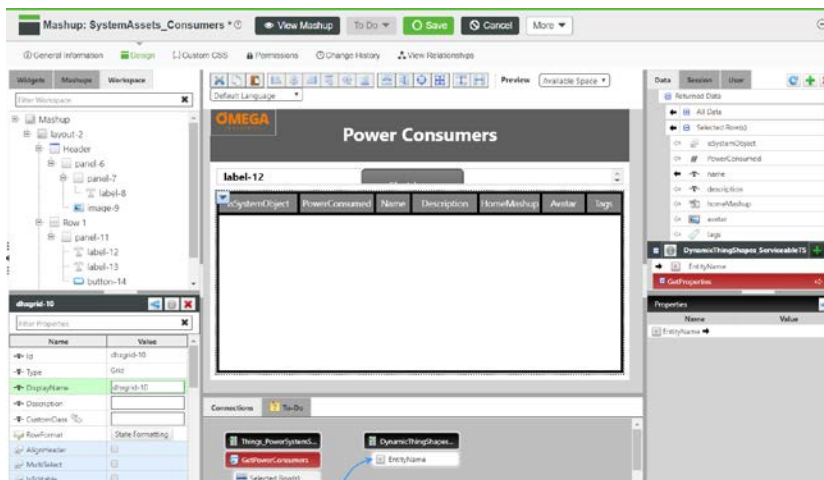 Mashup: SystemAssets_Consumers *
View Mashup
To Do
Save
Cancel
More
General Information
Design
Custom CSS
Permissions
Change History
View Relationships
Widgets
Mashups
Workspace
Filter Workspace
Mashup
layout-2
Header
panel-6
panel-7
label-8
image-9
Row 1
panel-11
label-12
label-13
button-14
dhxgrid-10
Filter Properties
Name Value
Id dhxgrid-10
Type Grid
DisplayName dhxgrid-10
Description
CustomClass
RowFormat State Formatting
AlignHeader
MultiSelect
Preview Available Space
Default Language
OMEGA
Power Consumers
label-12
sSystemObject PowerConsumed Name Description HomeMashup Avatar Tags
Connections
To-Do
Things_PowerSystemS...
GetPowerConsumers
Selected Row(s)
DynamicThingShapes...
EntityName
Data
Session
User
Returned Data
All Data
Selected Row(s)
sSystemObject
PowerConsumed
name
description
homeMashup
avatar
tags
DynamicThingShapes_ServiceableTS
EntityName
GetProperties
Properties
Name Value
EntityName